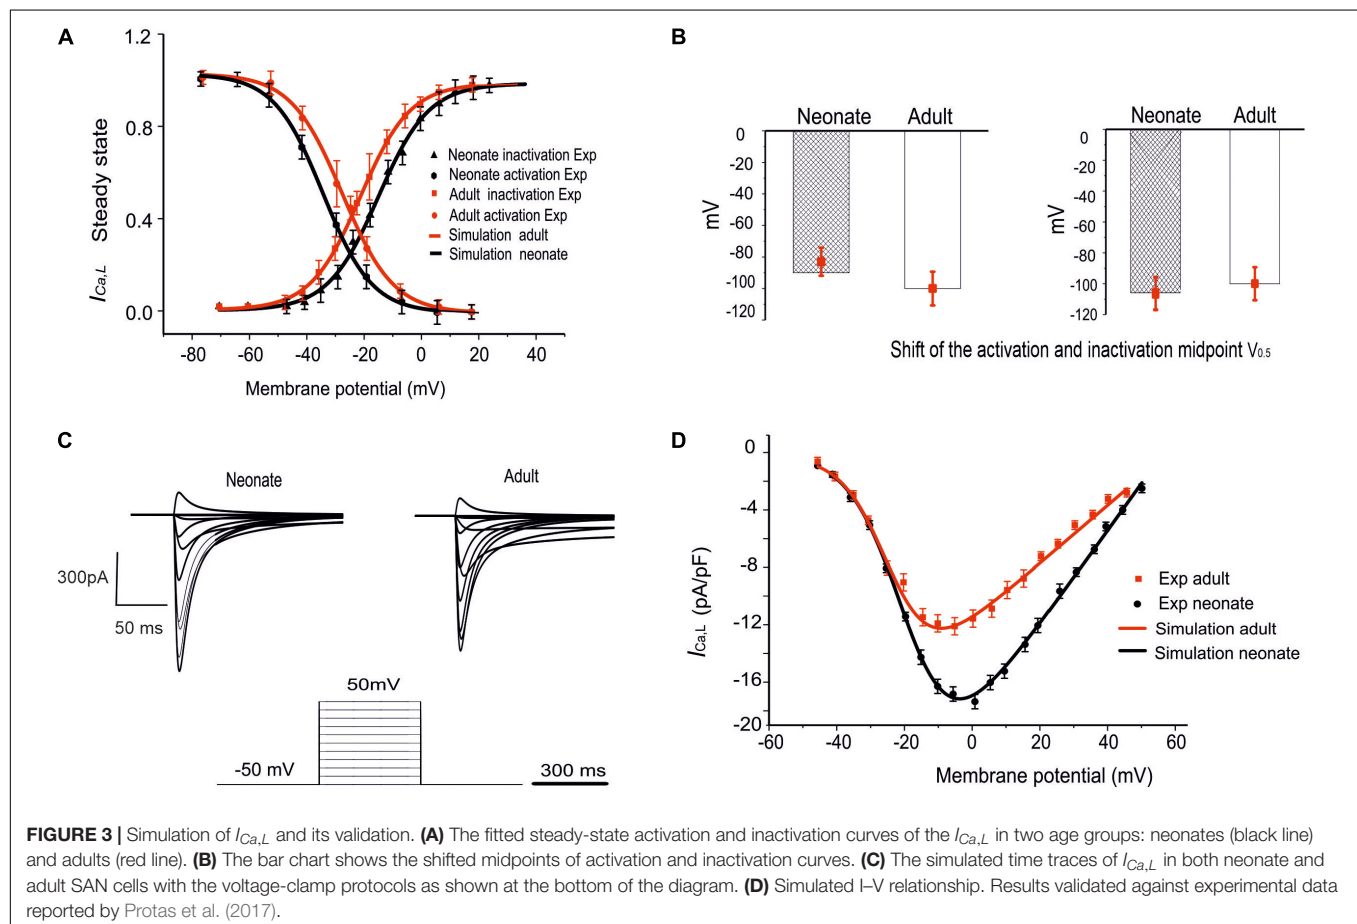 A
1.2
0.8
0.4
0.0
I_Ca,L Steady state
Neonate inactivation Exp
Neonate activation Exp
Adult inactivation Exp
Adult activation Exp
Simulation adult
Simulation neonate
-80 -60 -40 -20 0 20 40
Membrane potential (mV)
B
Neonate Adult
0
-20
-40
-60
-80
-100
-120
mV
Neonate Adult
0
-20
-40
-60
-80
-100
-120
mV
Shift of the activation and inactivation midpoint V0.5
C
Neonate
Adult
300pA
50 ms
50mV
-50 mV
300 ms
D
0
-4
-8
-12
-16
-20
I_Ca,L (pA/pF)
Exp adult
Exp neonate
Simulation adult
Simulation neonate
-60 -40 -20 0 20 40 60
Membrane potential (mV)
FIGURE 3 | Simulation of I_Ca,L and its validation. (A) The fitted steady-state activation and inactivation curves of the I_Ca,L in two age groups: neonates (black line)
and adults (red line). (B) The bar chart shows the shifted midpoints of activation and inactivation curves. (C) The simulated time traces of I_Ca,L in both neonate and
adult SAN cells with the voltage-clamp protocols as shown at the bottom of the diagram. (D) Simulated I–V relationship. Results validated against experimental data
reported by Protas et al. (2017).